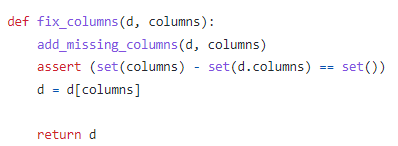 def fix_columns(d, columns):
    add_missing_columns(d, columns)
    assert (set(columns) - set(d.columns) == set())
    d = d[columns]

    return d